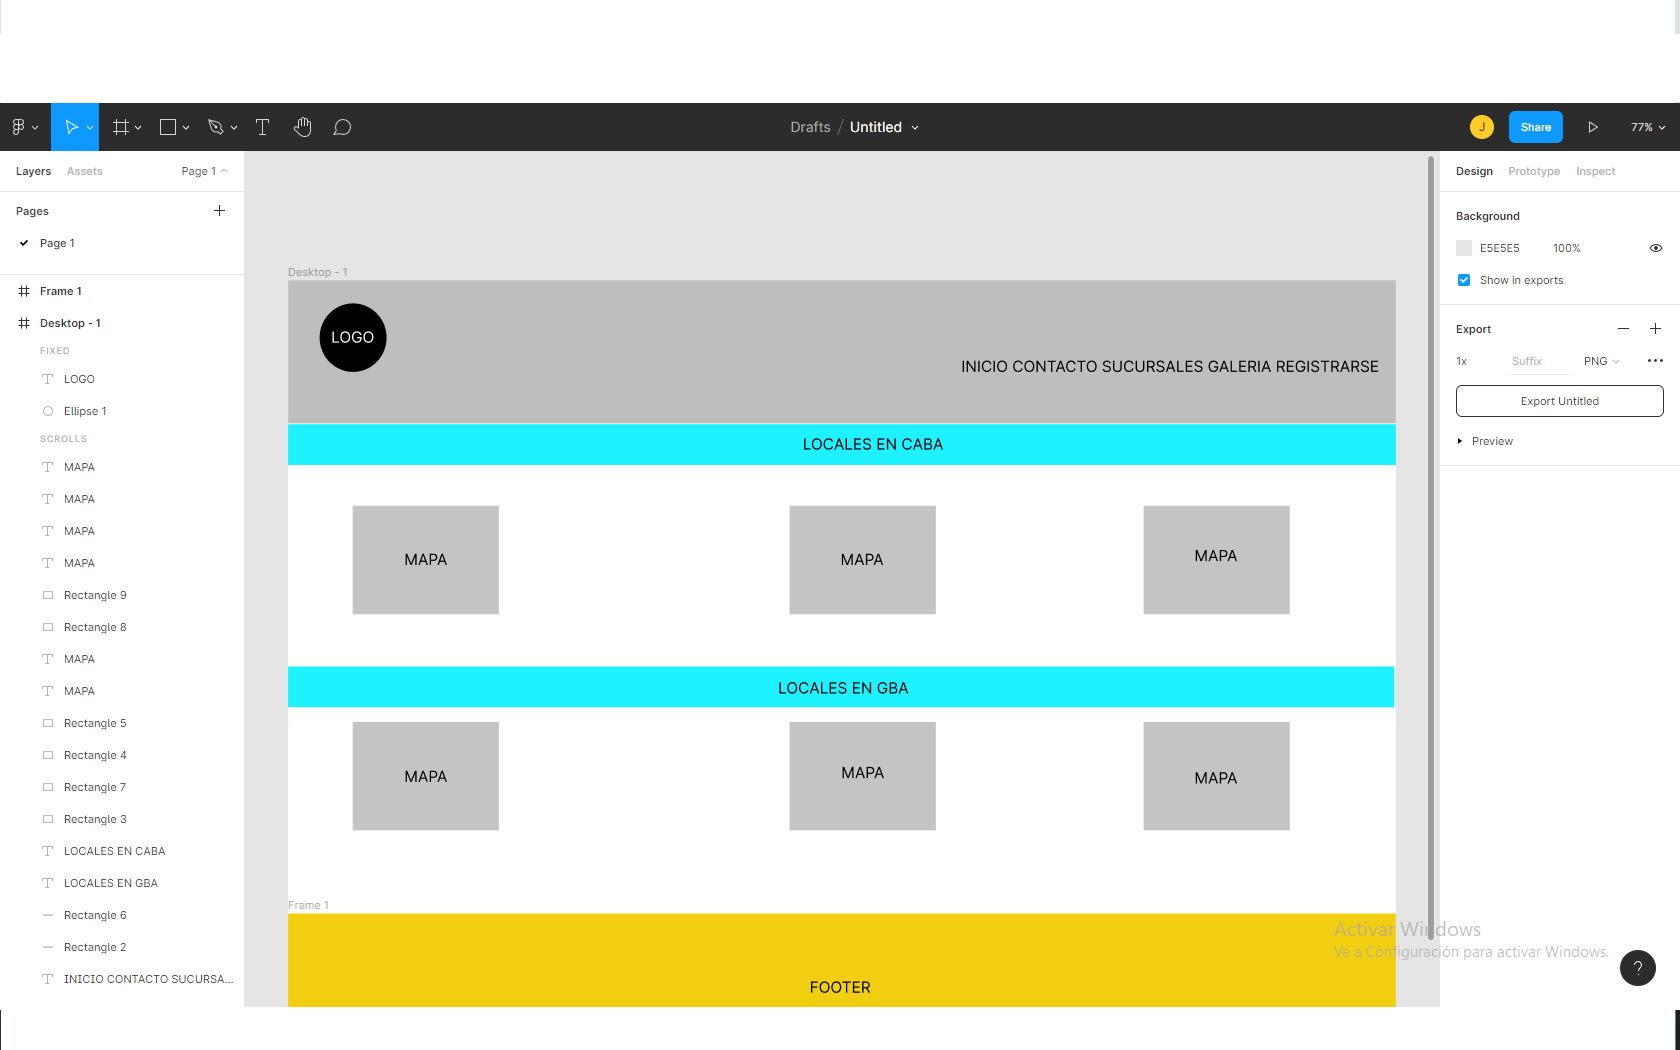 Drafts / Untitled
J
Share
77%
Layers
Assets
Page 1
Pages
Page 1
Frame 1
Desktop - 1
FIXED
LOGO
Ellipse 1
SCROLLS
MAPA
MAPA
MAPA
MAPA
Rectangle 9
Rectangle 8
MAPA
MAPA
Rectangle 5
Rectangle 4
Rectangle 7
Rectangle 3
LOCALES EN CABA
LOCALES EN GBA
Rectangle 6
Rectangle 2
INICIO CONTACTO SUCURSA...
Desktop - 1
LOGO
INICIO CONTACTO SUCURSALES GALERIA REGISTRARSE
LOCALES EN CABA
MAPA
MAPA
MAPA
LOCALES EN GBA
MAPA
MAPA
MAPA
Frame 1
FOOTER
Design
Prototype
Inspect
Background
E5E5E5
100%
Show in exports
Export
1x
Suffix
PNG
Export Untitled
Preview
Activar Windows
Ve a Configuración para activar Windows.
?